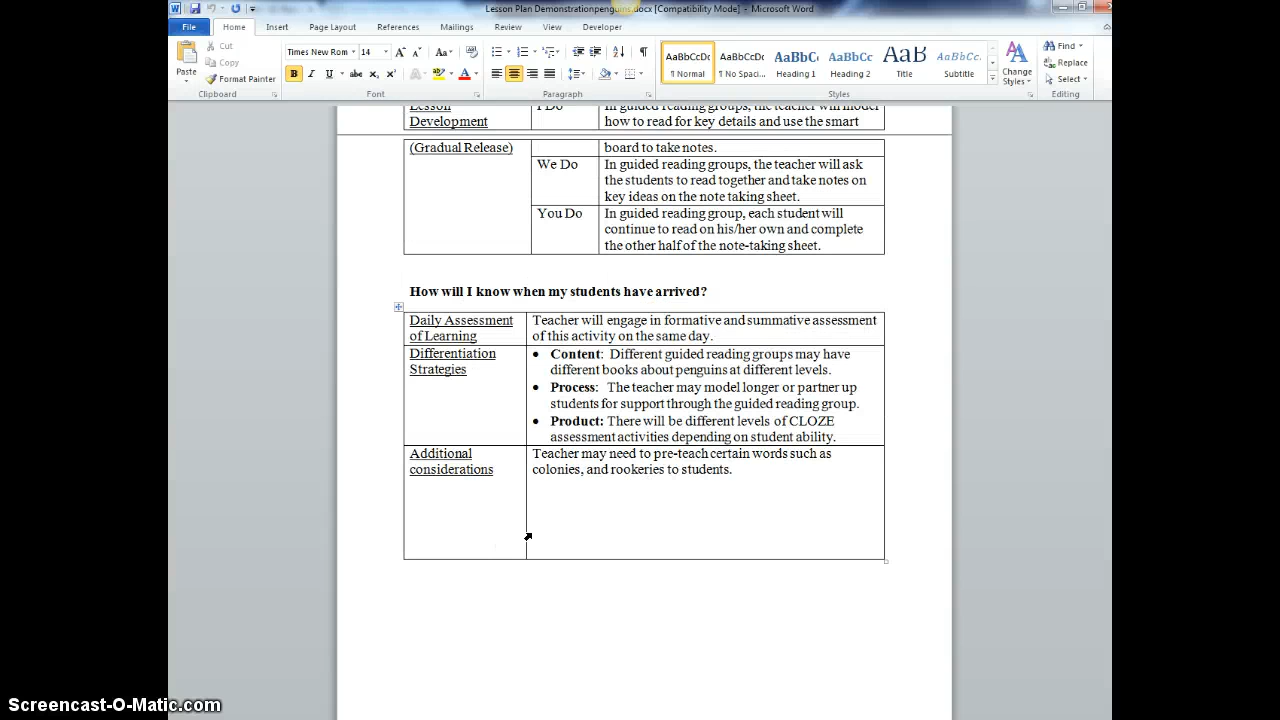 Lesson Plan Demonstrationpenguins.docx [Compatibility Mode] - Microsoft Word
File Home Insert Page Layout References Mailings Review View Developer
Paste
Cut
Copy
Format Painter
Clipboard
Times New Rom 14
Font
Paragraph
AaBbCcDc AaBbCcDc AaBbC AaBbCc AaB AaBbCc.
¶ Normal ¶ No Spaci... Heading 1 Heading 2 Title Subtitle
Change Styles
Styles
Find
Replace
Select
Editing
Lesson I Do In guided reading groups, the teacher will model
Development how to read for key details and use the smart
(Gradual Release) board to take notes.
We Do In guided reading groups, the teacher will ask
the students to read together and take notes on
key ideas on the note taking sheet.
You Do In guided reading group, each student will
continue to read on his/her own and complete
the other half of the note-taking sheet.
How will I know when my students have arrived?
Daily Assessment Teacher will engage in formative and summative assessment
of Learning of this activity on the same day.
Differentiation • Content: Different guided reading groups may have
Strategies different books about penguins at different levels.
• Process: The teacher may model longer or partner up
students for support through the guided reading group.
• Product: There will be different levels of CLOZE
assessment activities depending on student ability.
Additional Teacher may need to pre-teach certain words such as
considerations colonies, and rookeries to students.
Screencast-O-Matic.com